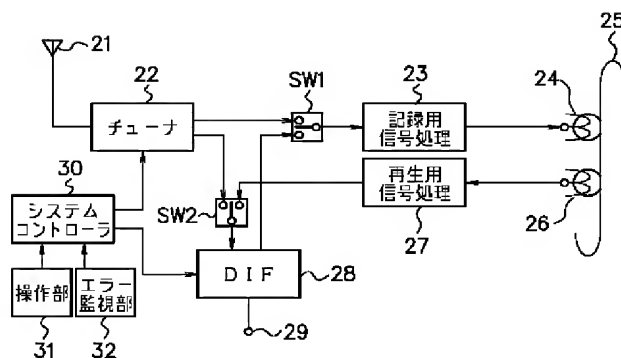 21
22
チューナ
SW1
23
記録用
信号処理
24
25
30
システム
コントローラ
SW2
再生用
信号処理
26
27
DIF
28
操作部
エラー
監視部
29
31
32